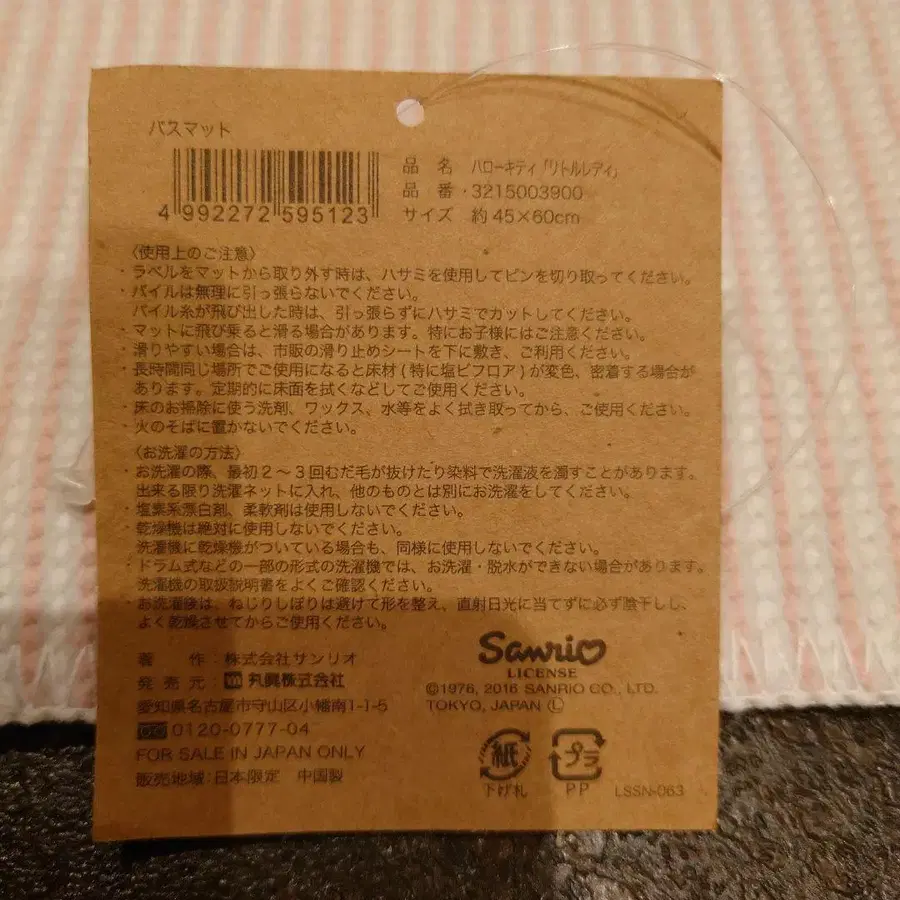 バスマット
4 992272 595123
品 名 ハローキティ「リトルレディ」
品 番 ・3215003900
サイズ 約45×60cm
〈使用上のご注意〉
・ラベルをマットから取り外す時は、ハサミを使用してピンを切り取ってください。
・パイルは無理に引っ張らないでください。
パイル糸が飛び出した時は、引っ張らずにハサミでカットしてください。
・マットに飛び乗ると滑る場合があります。特にお子様にはご注意ください。
・滑りやすい場合は、市販の滑り止めシートを下に敷き、ご利用ください。
・長時間同じ場所でご使用になると床材(特に塩ビフロア)が変色、密着する場合が
あります。定期的に床面を拭くなどしてご使用ください。
・床のお掃除に使う洗剤、ワックス、水等をよく拭き取ってから、ご使用ください。
・火のそばに置かないでください。
〈お洗濯の方法〉
・お洗濯の際、最初2〜3回むだ毛が抜けたり染料で洗濯液を濁すことがあります。
出来る限り洗濯ネットに入れ、他のものとは別にお洗濯をしてください。
・塩素系漂白剤、柔軟剤は使用しないでください。
・乾燥機は絶対に使用しないでください。
洗濯機に乾燥機がついている場合も、同様に使用しないでください。
・ドラム式などの一部の形式の洗濯機では、お洗濯・脱水ができない場合があります。
洗濯機の取扱説明書をよくご確認ください。
・お洗濯後は、ねじりしぼりは避けて形を整え、直射日光に当てずに必ず陰干しし、
よく乾燥させてからご使用ください。
著 作:株式会社サンリオ
発 売 元:丸眞株式会社
愛知県名古屋市守山区小幡南1-1-5
0120-0777-04
FOR SALE IN JAPAN ONLY
販売地域:日本限定 中国製
Sanrio
LICENSE
©1976, 2016 SANRIO CO., LTD.
TOKYO, JAPAN Ⓛ
紙
下げ札
プラ
PP
LSSN-063